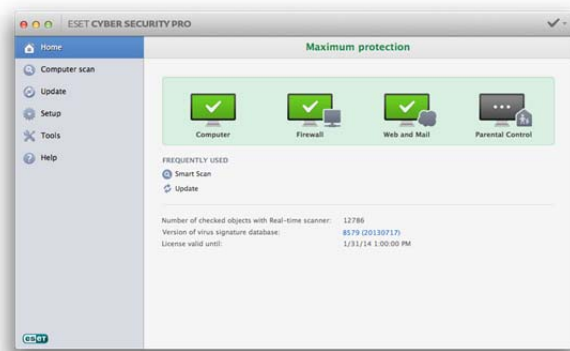 ESET CYBER SECURITY PRO
Home
Computer scan
Update
Setup
Tools
Help
Maximum protection
Computer
Firewall
Web and Mail
Parental Control
FREQUENTLY USED
Smart Scan
Update
Number of checked objects with Real-time scanner: 12786
Version of virus signature database: 8579 (20130717)
License valid until: 1/31/14 1:00:00 PM
eset